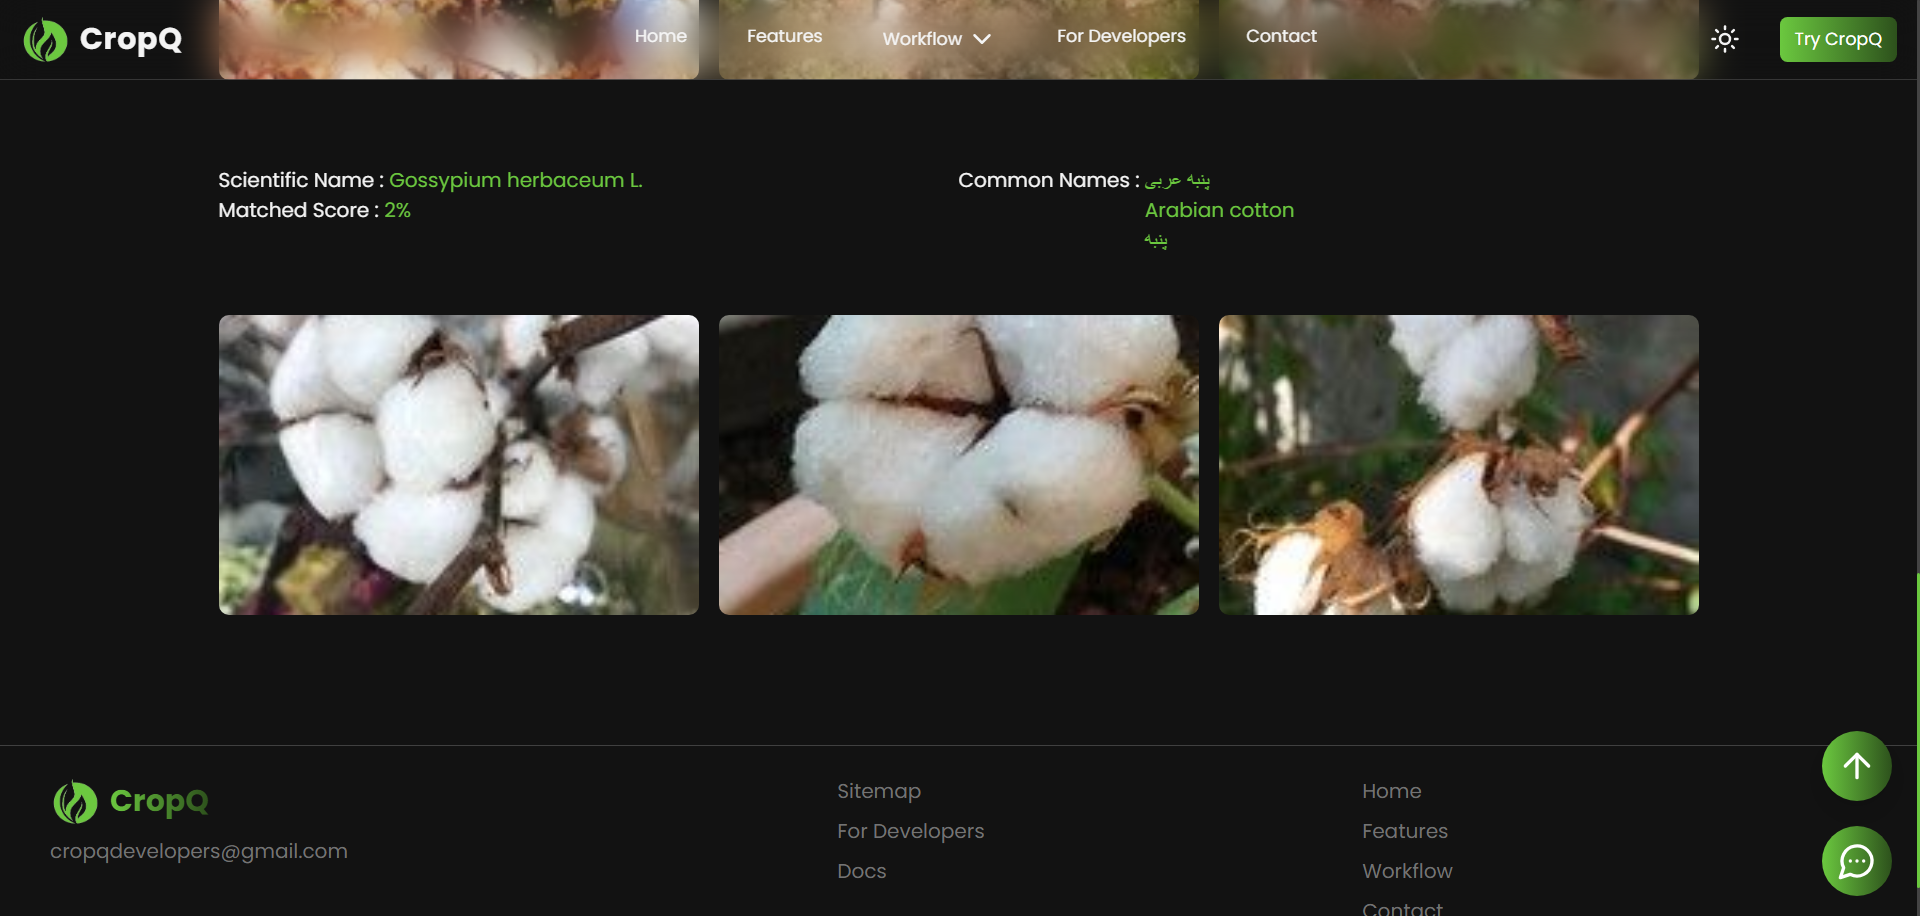 CropQ
Home
Features
Workflow
For Developers
Contact
Try CropQ
Scientific Name : Gossypium herbaceum L.
Matched Score : 2%
Common Names : پنبه عربی
Arabian cotton
پنبه
CropQ
cropqdevelopers@gmail.com
Sitemap
For Developers
Docs
Home
Features
Workflow
Contact